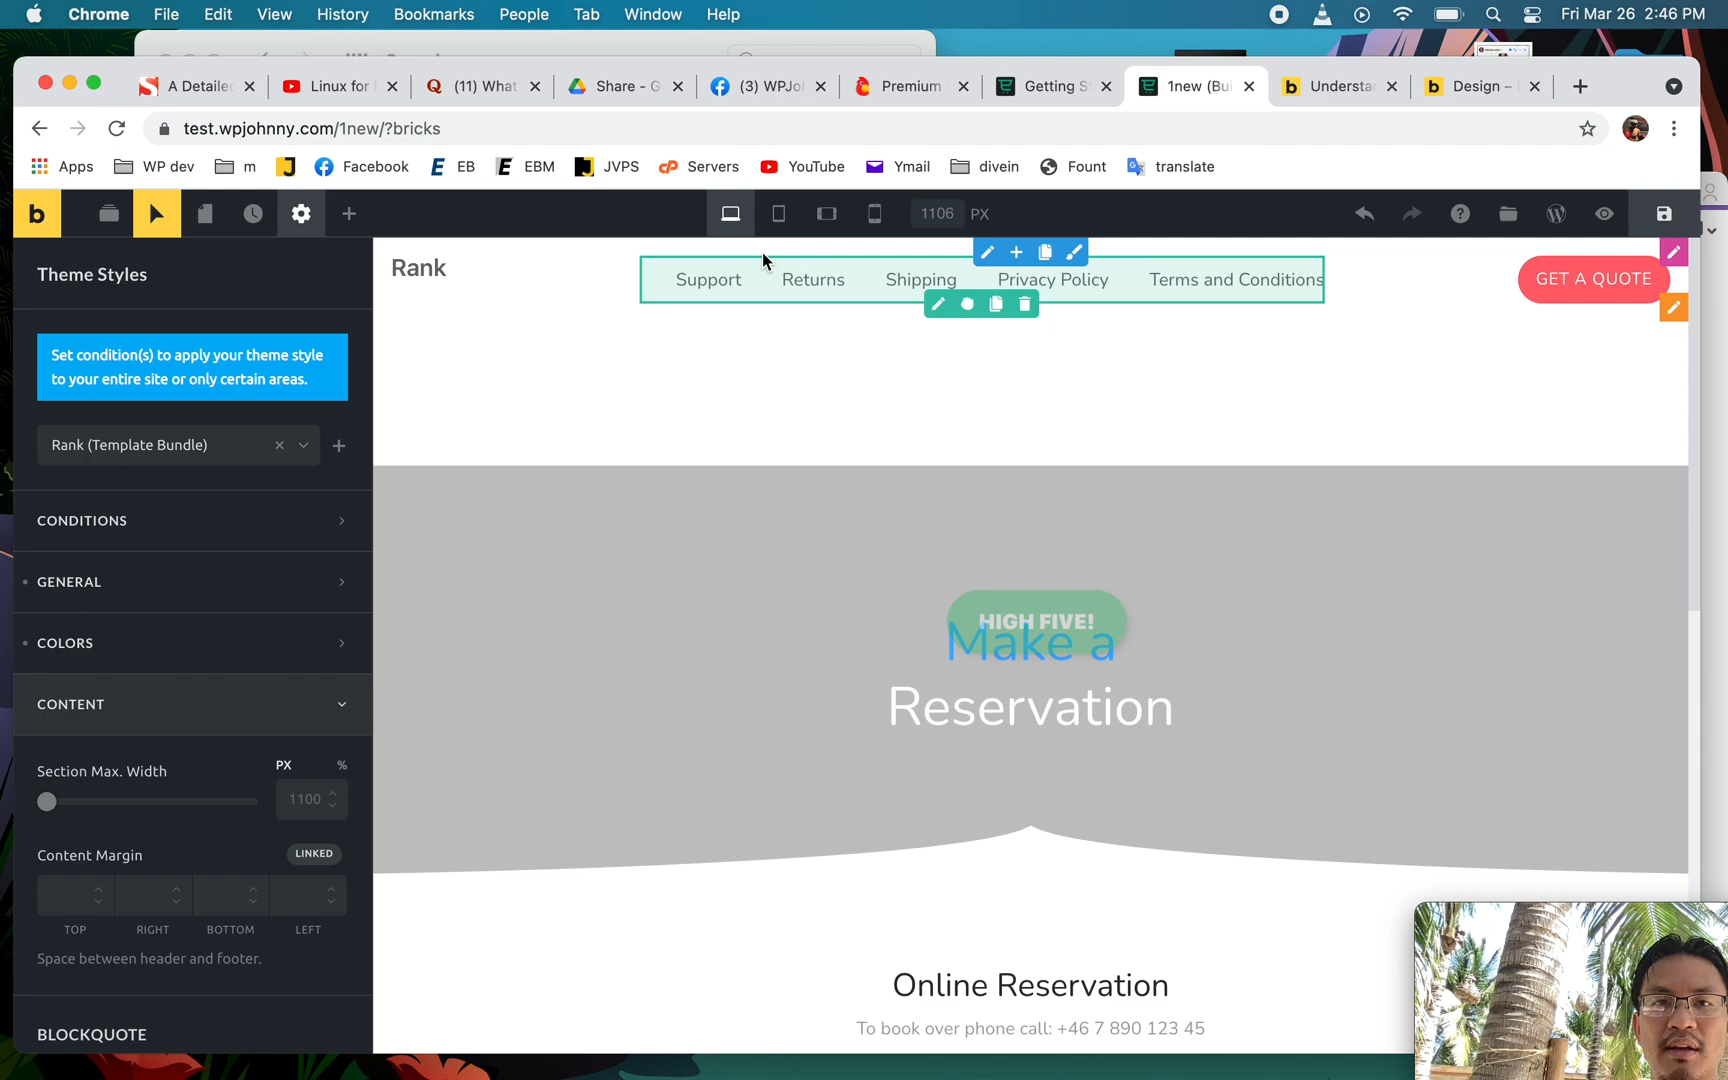 Chrome File Edit View History Bookmarks People Tab Window Help Fri Mar 26 2:46 PM
A Detailed Linux for (11) What Share - G (3) WPJo Premium Getting S 1new (Bui Understa Design –
test.wpjohnny.com/1new/?bricks
Apps WP dev m Facebook EB EBM JVPS Servers YouTube Ymail divein Fount translate
b 1106 PX
Theme Styles
Set condition(s) to apply your theme style
to your entire site or only certain areas.
Rank (Template Bundle)
CONDITIONS
GENERAL
COLORS
CONTENT
Section Max. Width PX %
1100
Content Margin LINKED
TOP RIGHT BOTTOM LEFT
Space between header and footer.
BLOCKQUOTE
Rank Support Returns Shipping Privacy Policy Terms and Conditions GET A QUOTE
HIGH FIVE!
Make a
Reservation
Online Reservation
To book over phone call: +46 7 890 123 45